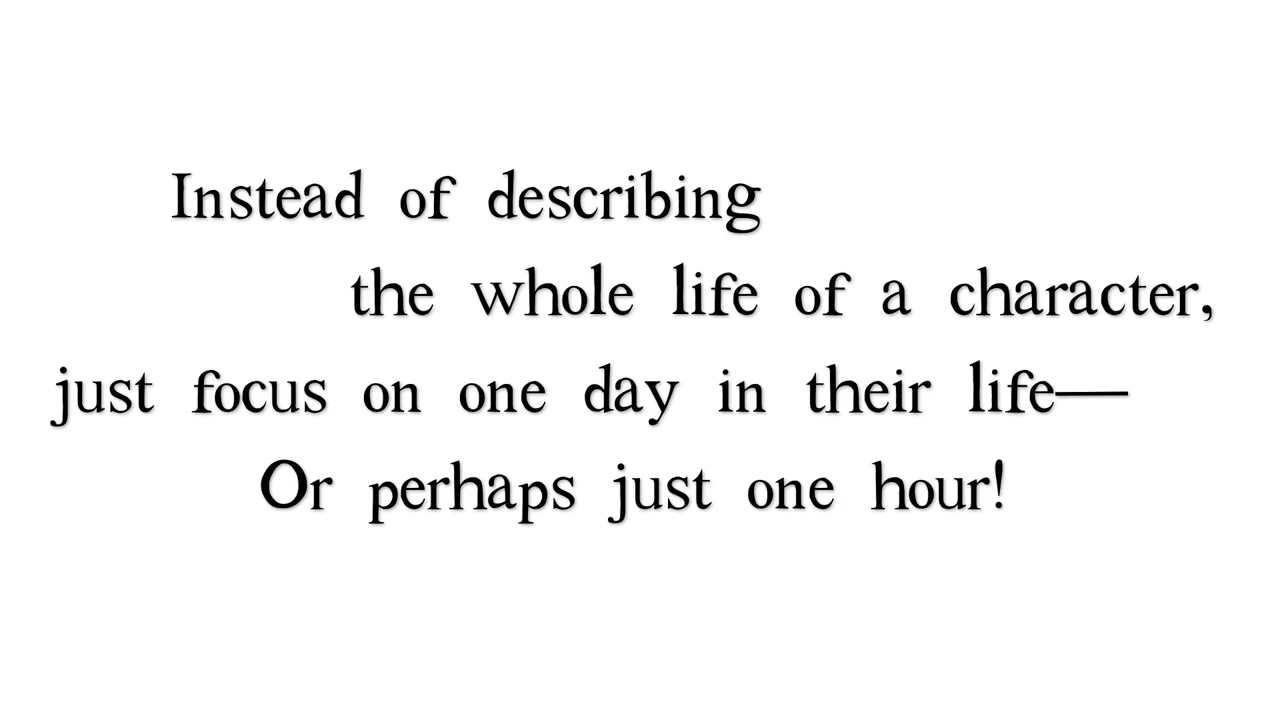 Instead of describing
the whole life of a character,
just focus on one day in their life—
Or perhaps just one hour!